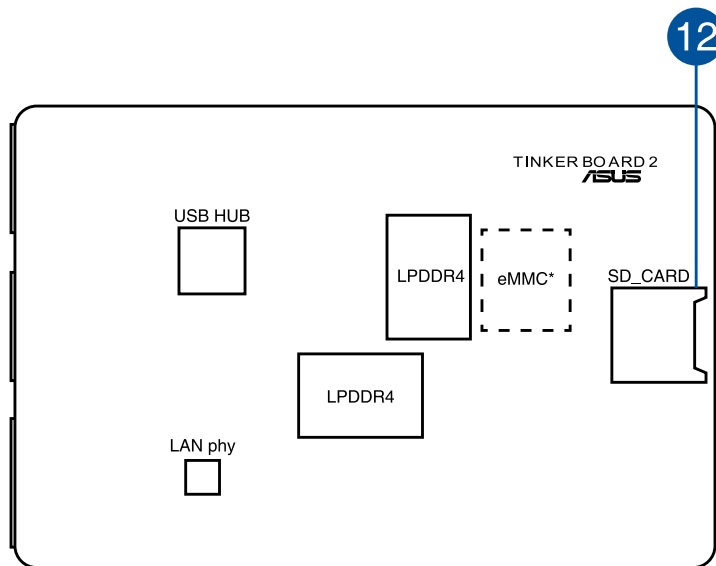 12
TINKER BOARD 2
ASUS
USB HUB
LPDDR4
eMMC*
SD_CARD
LPDDR4
LAN phy